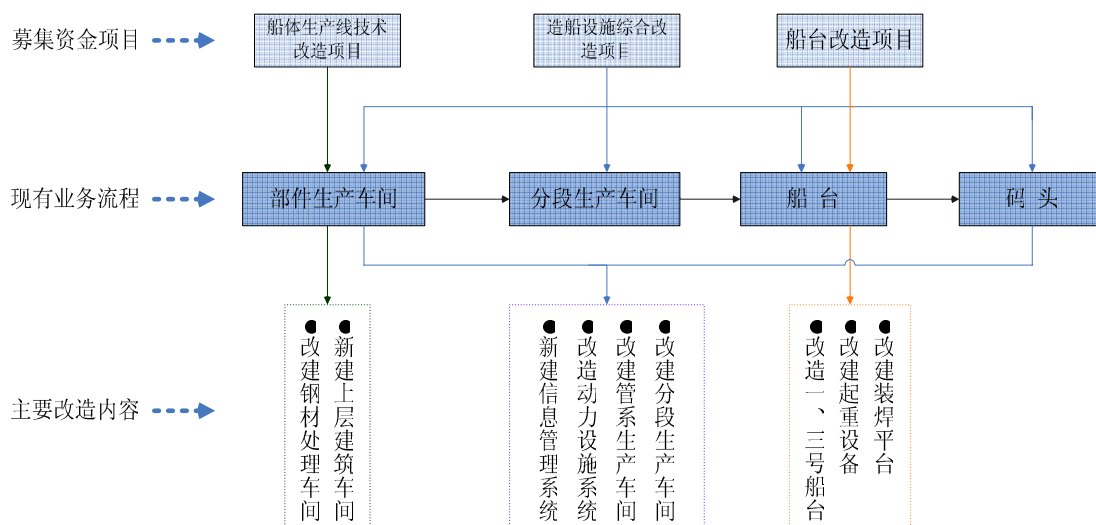 募集资金项目
船体生产线技术
改造项目
造船设施综合改
造项目
船台改造项目
现有业务流程
部件生产车间
分段生产车间
船 台
码 头
主要改造内容
●改建钢材处理车间
●新建上层建筑车间
●新建信息管理系统
●改造动力设施系统
●改建管系生产车间
●改建分段生产车间
●改造一、三号船台
●改建起重设备
●改建装焊平台